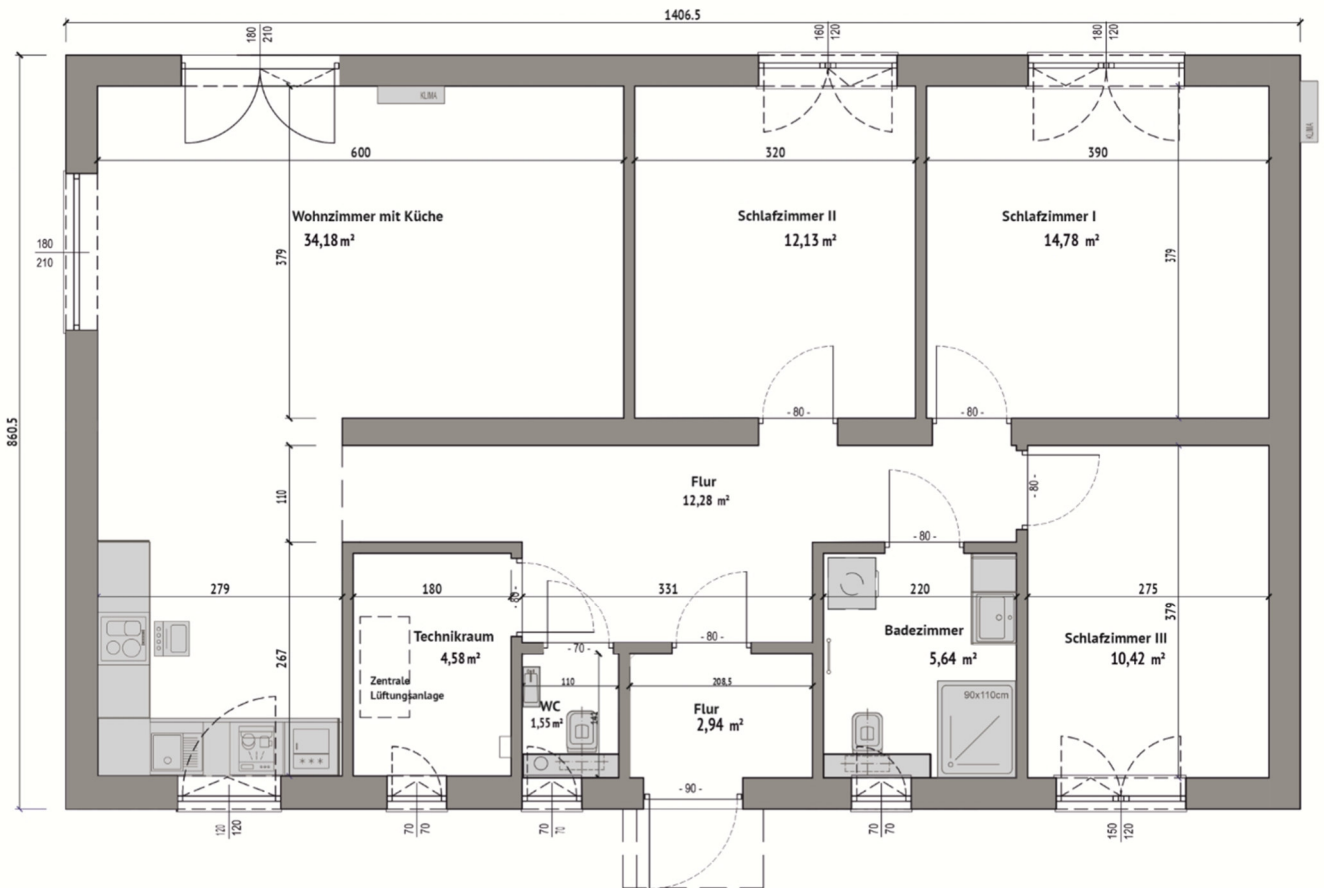 1406.5
180 210
160 120
180 120
KLIMA
KLIMA
600
320
390
Wohnzimmer mit Küche
34,18 m²
Schlafzimmer II
12,13 m²
Schlafzimmer I
14,78 m²
180
210
379
379
860.5
- 80 -
- 80 -
Flur
12,28 m²
110
- 80 -
- 80 -
279
180
- 80 -
331
220
275
379
267
Technikraum
4,58 m²
- 70 -
- 80 -
Badezimmer
5,64 m²
Schlafzimmer III
10,42 m²
Zentrale
Lüftungsanlage
110
208,5
90x110cm
WC
1,55 m²
142
Flur
2,94 m²
- 90 -
120 120
70 70
70 70
70 70
150 120